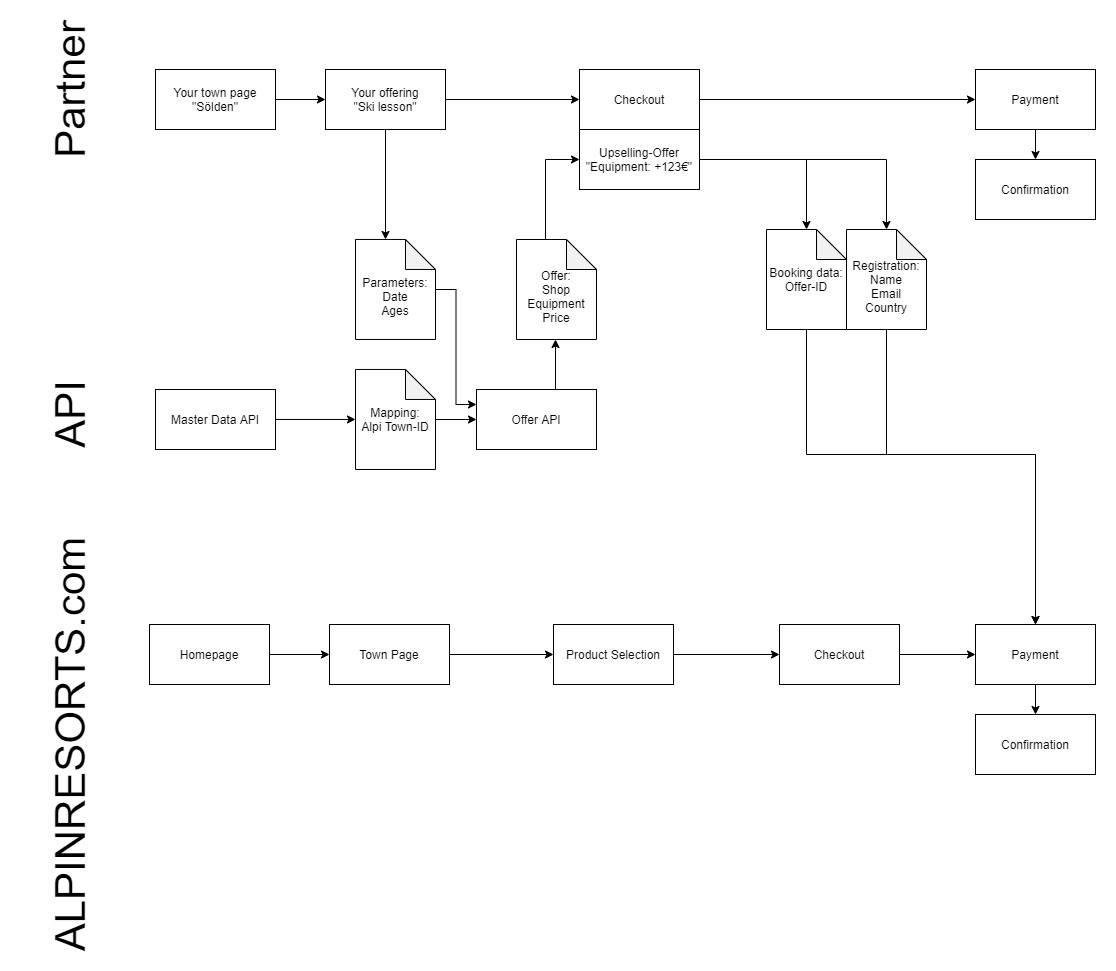 Partner
Your town page
"Sölden"
Your offering
"Ski lesson"
Checkout
Payment
Upselling-Offer
"Equipment: +123€"
Confirmation
Parameters:
Date
Ages
Offer:
Shop
Equipment
Price
Booking data:
Offer-ID
Registration:
Name
Email
Country
API
Master Data API
Mapping:
Alpi Town-ID
Offer API
ALPINRESORTS.com
Homepage
Town Page
Product Selection
Checkout
Payment
Confirmation